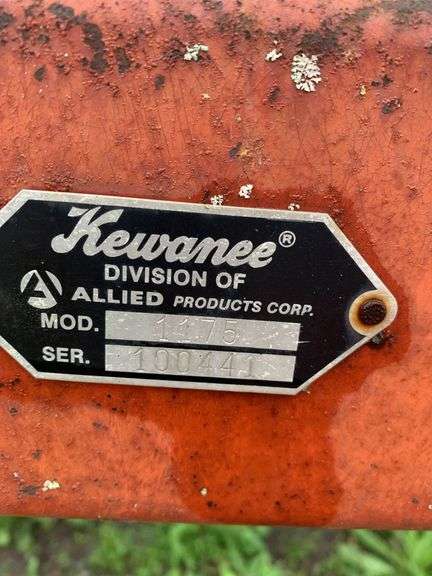 Kewanee®
DIVISION OF
A ALLIED PRODUCTS CORP.
MOD. 1175
SER. 100441